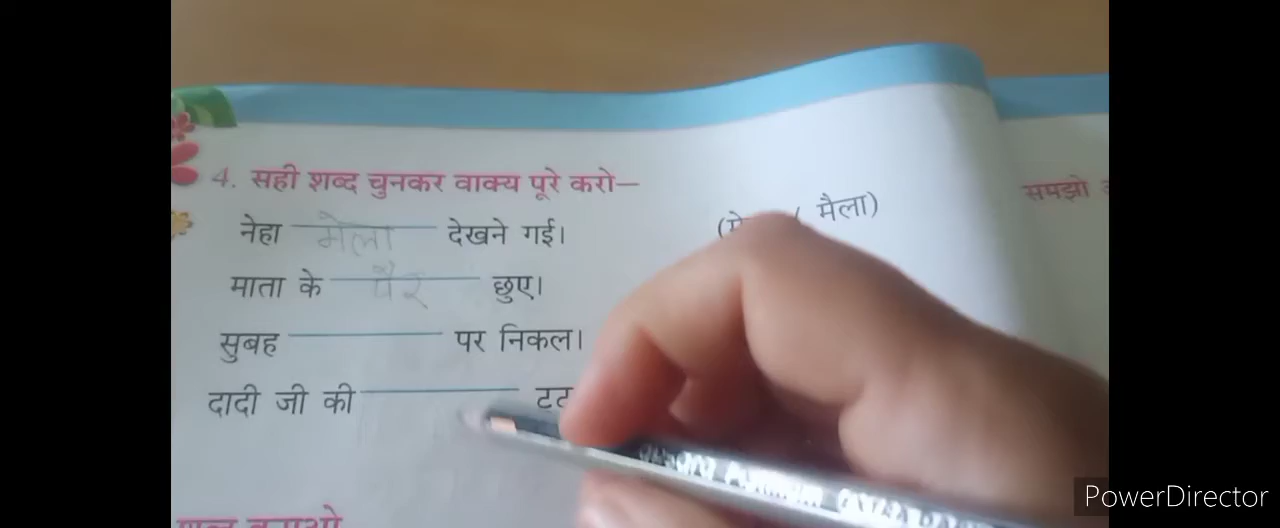 4. सही शब्द चुनकर वाक्य पूरे करो—
नेहा मेला देखने गई। मैला)
माता के पैर छुए।
सुबह पर निकल।
दादी जी की
समझो
PowerDirector